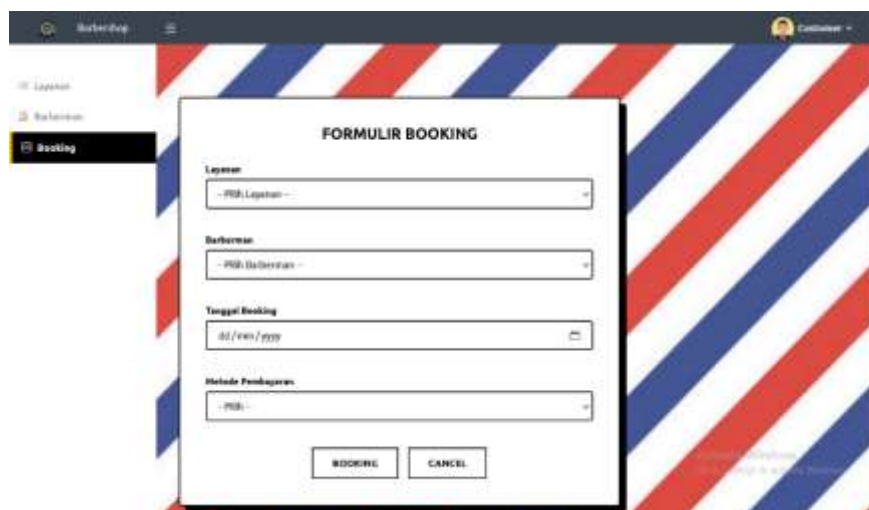 Barbershop
Customer
Layanan
Barberman
Booking
FORMULIR BOOKING
Layanan
- Pilih Layanan -
Barberman
- Pilih Barberman -
Tanggal Booking
dd/mm/yyyy
Metode Pembayaran
- Pilih -
BOOKING
CANCEL